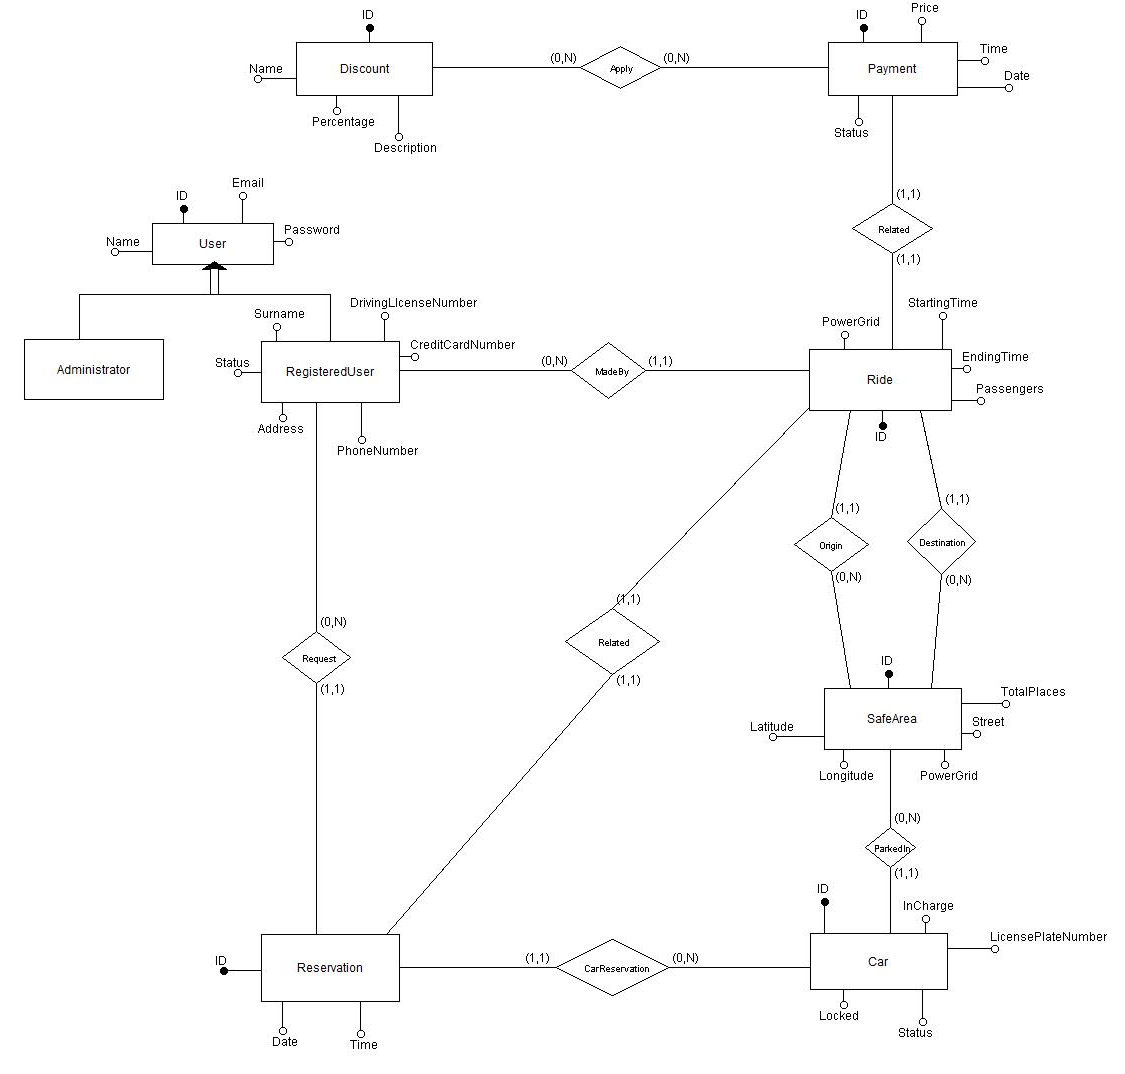 ID
ID
Price
Name
Discount
(0,N)
Apply
(0,N)
Payment
Time
Date
Percentage
Description
Status
ID
Email
Name
User
Password
(1,1)
Related
(1,1)
Administrator
Surname
DrivingLIcenseNumber
Status
RegisteredUser
CreditCardNumber
Address
PhoneNumber
(0,N)
MadeBy
(1,1)
PowerGrid
StartingTime
Ride
EndingTime
Passengers
ID
(1,1)
Origin
(0,N)
(1,1)
Destination
(0,N)
(1,1)
Related
(1,1)
(0,N)
Request
(1,1)
ID
TotalPlaces
Latitude
SafeArea
Street
Longitude
PowerGrid
(0,N)
ParkedIn
(1,1)
ID
InCharge
LicensePlateNumber
ID
Reservation
(1,1)
CarReservation
(0,N)
Car
Locked
Status
Date
Time